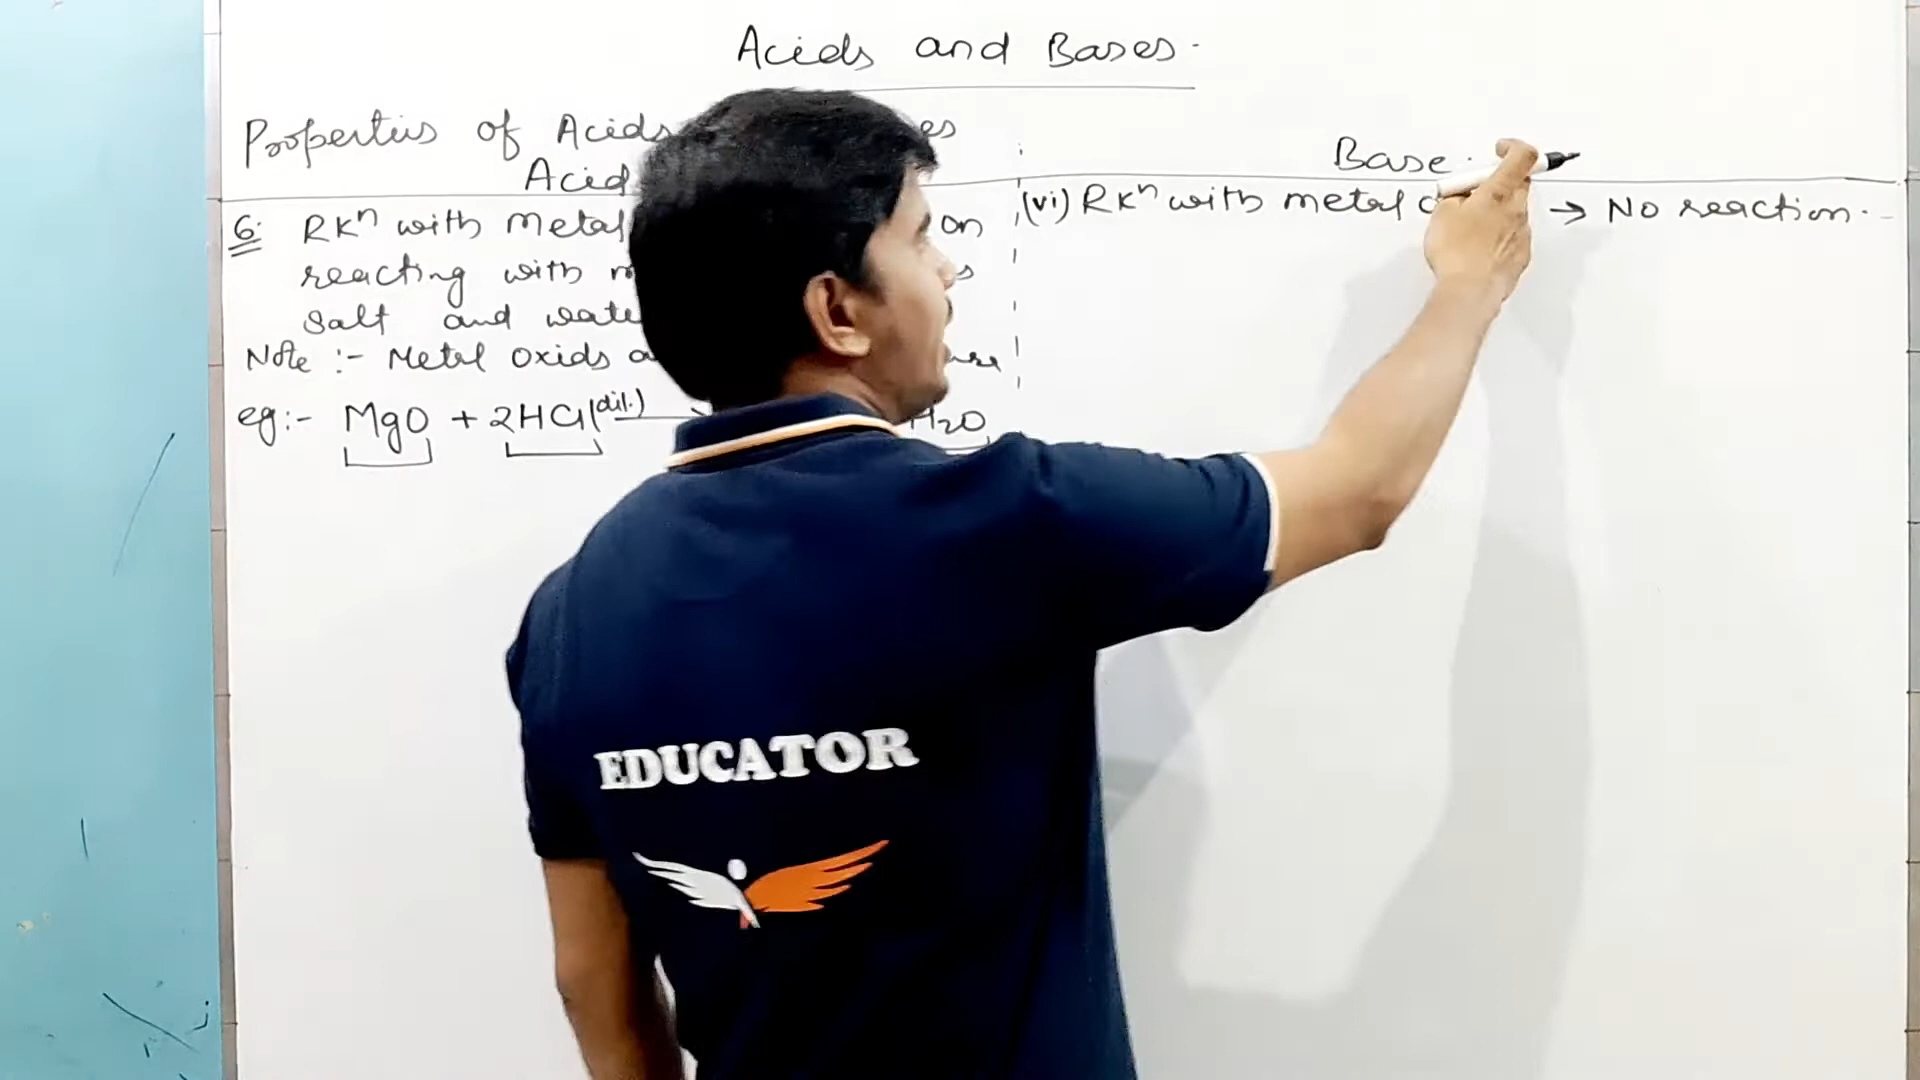 Acids and Bases.
Properties of Acids es
Acid
Base.
6. RKⁿ with Metal on
reacting with
salt and wate
Note :- Metal oxids
eg:- MgO + 2HCl(dil.) → H₂O
(vi) RKⁿ with metal → No reaction.
EDUCATOR